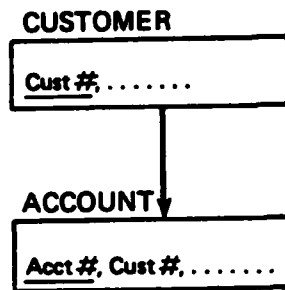 CUSTOMER
Cust #, . . . . . . .
ACCOUNT
Acct #, Cust #, . . . . . . . .